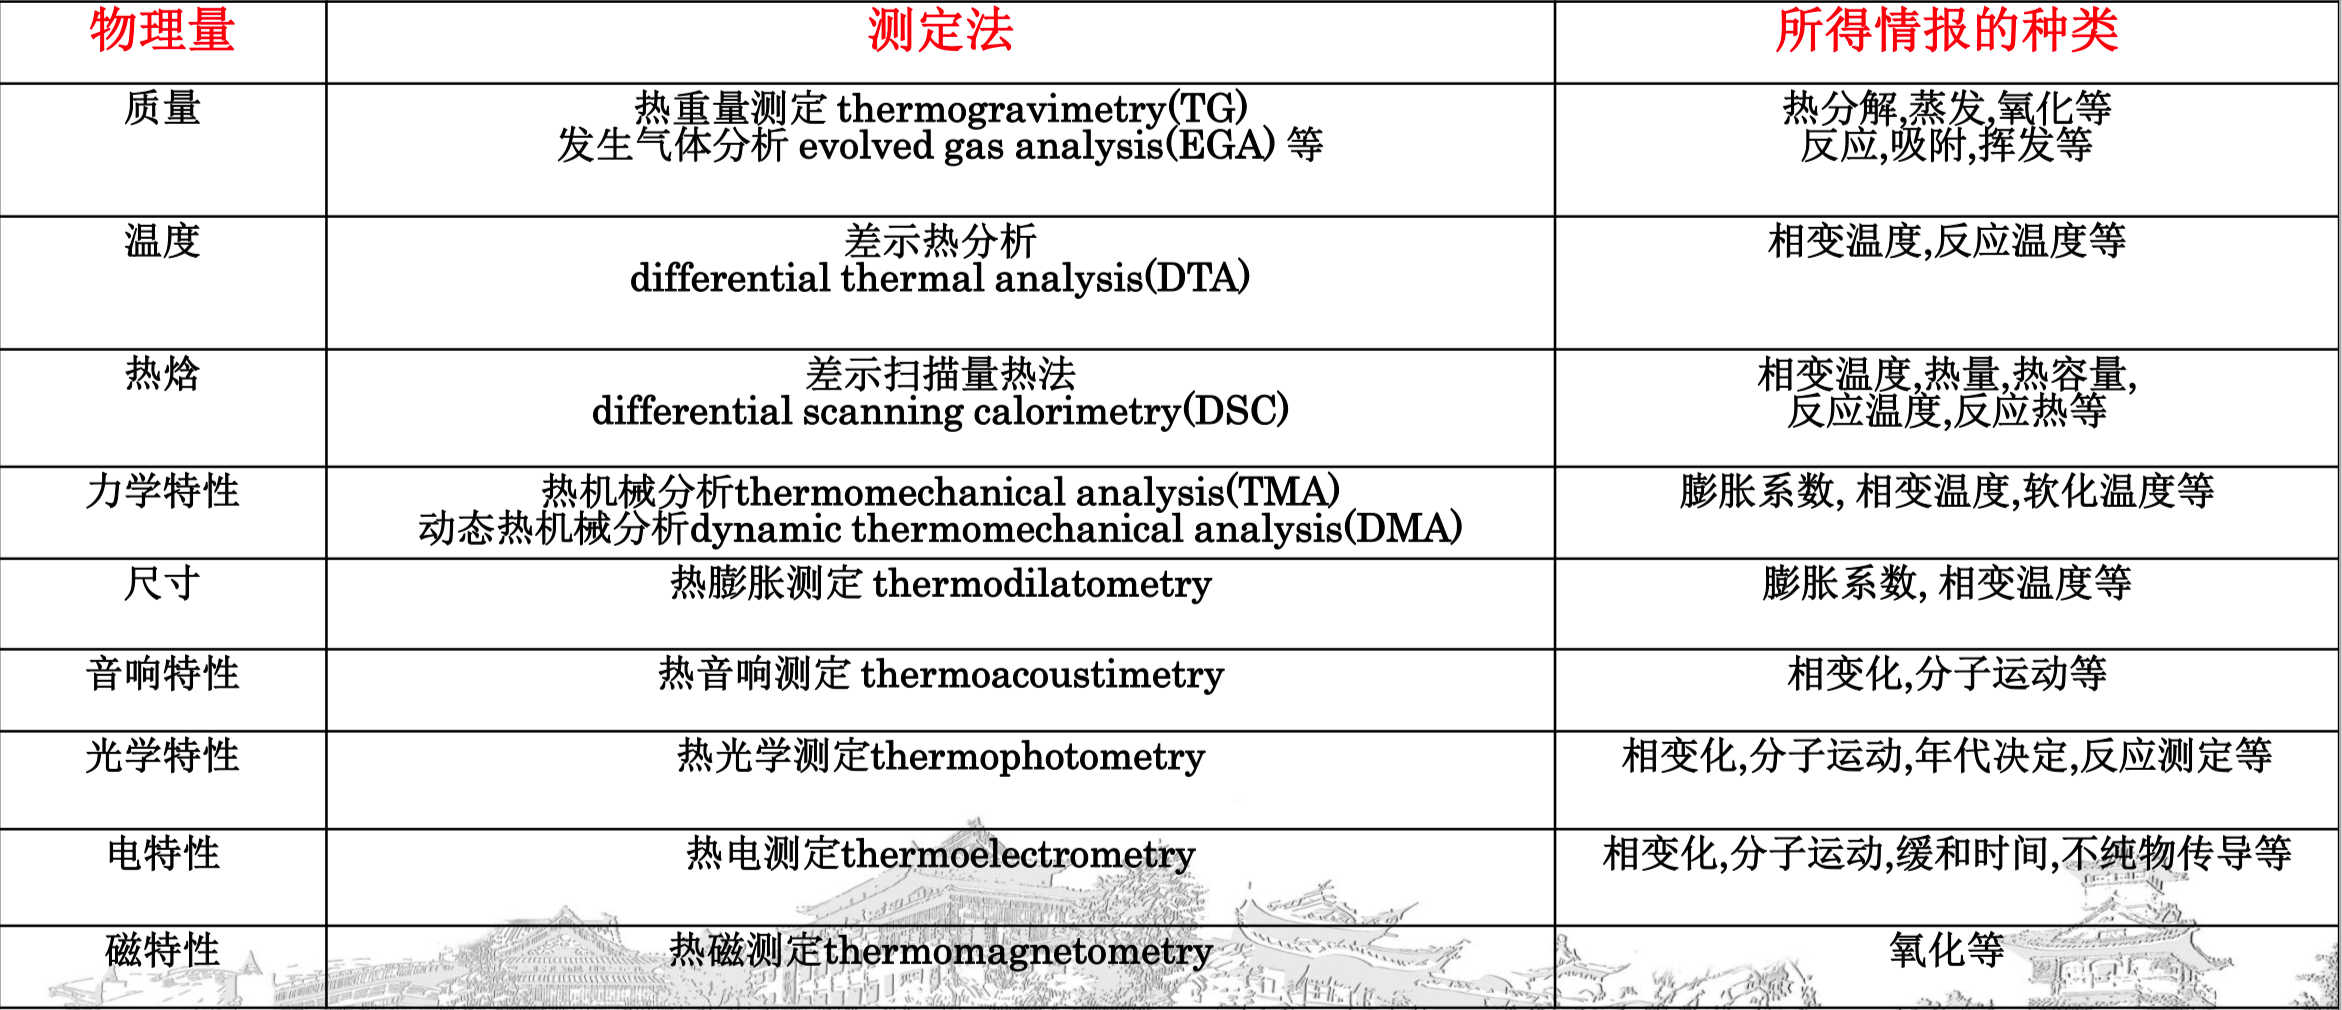 物理量 测定法 所得情报的种类
质量
热重量测定 thermogravimetry(TG)
发生气体分析 evolved gas analysis(EGA) 等
热分解,蒸发,氧化等
反应,吸附,挥发等
温度
差示热分析
differential thermal analysis(DTA)
相变温度,反应温度等
热焓
差示扫描量热法
differential scanning calorimetry(DSC)
相变温度,热量,热容量,
反应温度,反应热等
力学特性
热机械分析thermomechanical analysis(TMA)
动态热机械分析dynamic thermomechanical analysis(DMA)
膨胀系数, 相变温度,软化温度等
尺寸
热膨胀测定 thermodilatometry
膨胀系数, 相变温度等
音响特性
热音响测定 thermoacoustimetry
相变化,分子运动等
光学特性
热光学测定thermophotometry
相变化,分子运动,年代决定,反应测定等
电特性
热电测定thermoelectrometry
相变化,分子运动,缓和时间,不纯物传导等
磁特性
热磁测定thermomagnetometry
氧化等